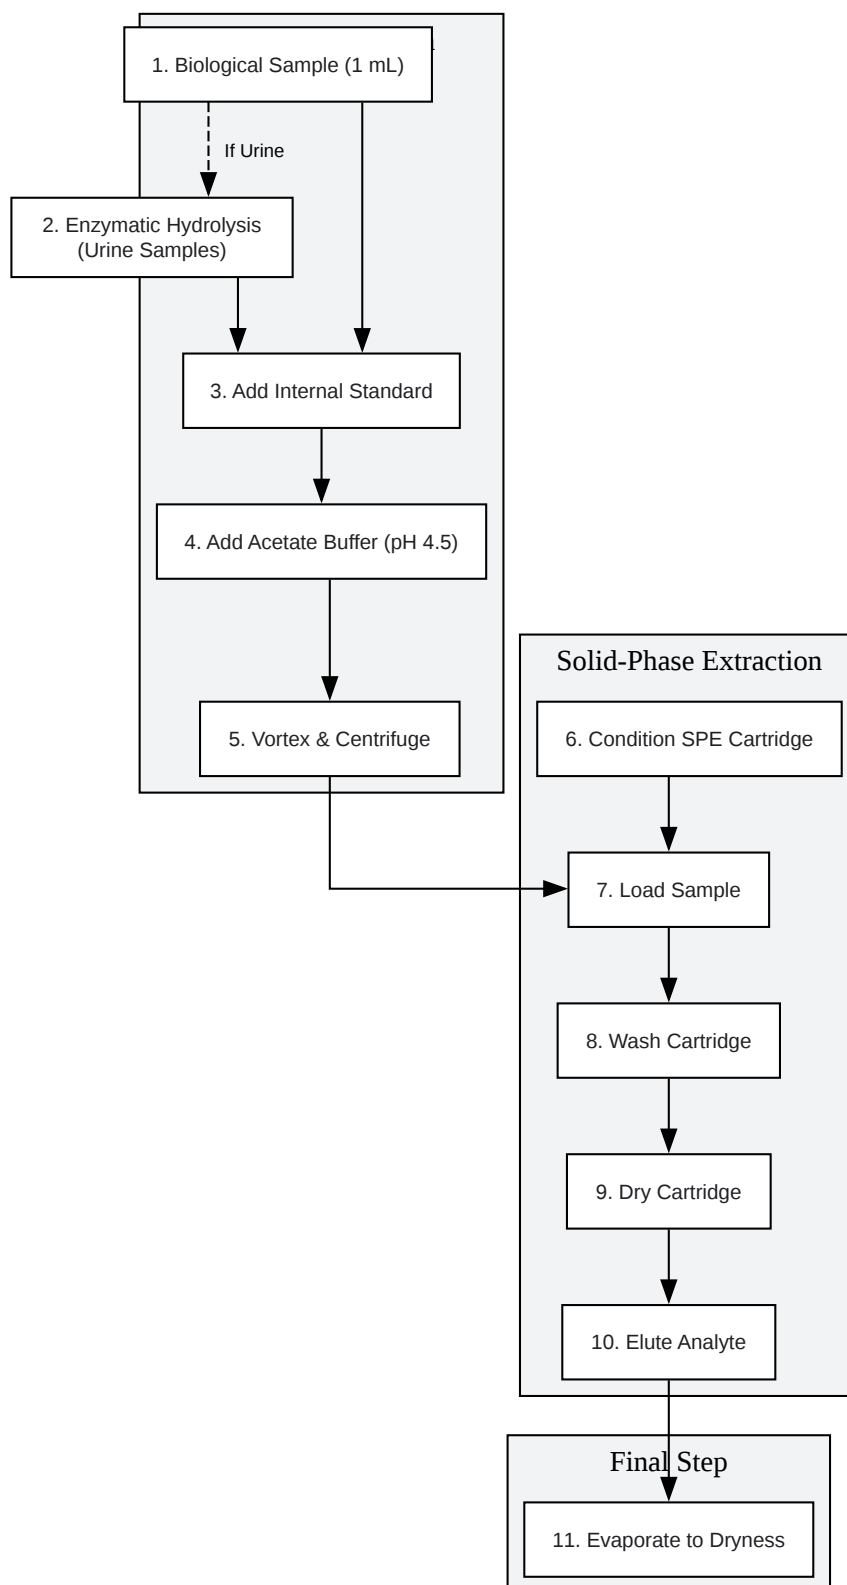 1. Biological Sample (1 mL)
If Urine
2. Enzymatic Hydrolysis
(Urine Samples)
3. Add Internal Standard
4. Add Acetate Buffer (pH 4.5)
5. Vortex & Centrifuge
Solid-Phase Extraction
6. Condition SPE Cartridge
7. Load Sample
8. Wash Cartridge
9. Dry Cartridge
10. Elute Analyte
Final Step
11. Evaporate to Dryness